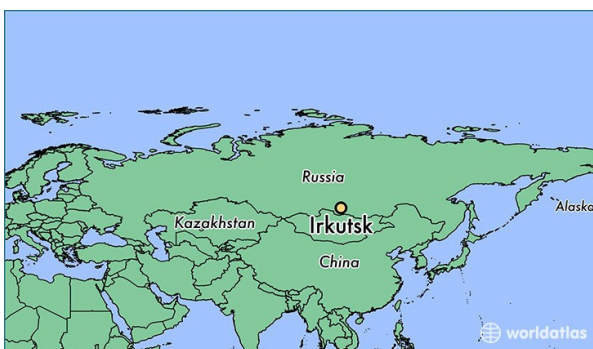 Russia
Alaska
Kazakhstan
Irkutsk
China
worldatlas